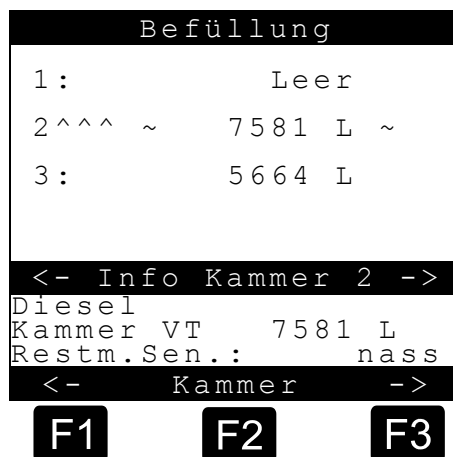 Befüllung
1: Leer
2^^^ ~ 7581 L ~
3: 5664 L
<- Info Kammer 2 ->
Diesel
Kammer VT 7581 L
Restm.Sen.: nass
<- Kammer ->
F1 F2 F3